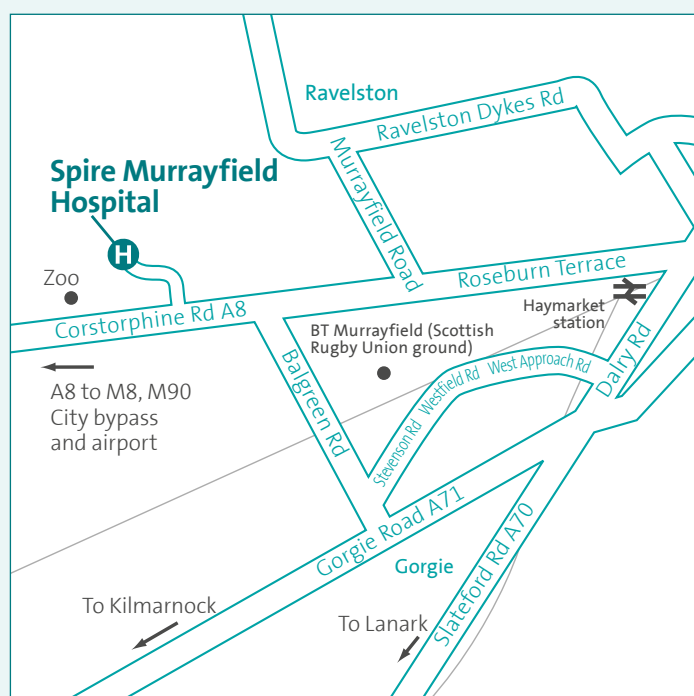 Ravelston
Ravelston Dykes Rd
Murrayfield Road
Spire Murrayfield
Hospital
H
Zoo
Roseburn Terrace
Haymarket
station
Corstorphine Rd A8
BT Murrayfield (Scottish
Rugby Union ground)
Dalry Rd
A8 to M8, M90
City bypass
and airport
Balgreen Rd
Stevenson Rd
Westfield Rd
West Approach Rd
Gorgie Road A71
Gorgie
Slateford Rd A70
To Kilmarnock
To Lanark